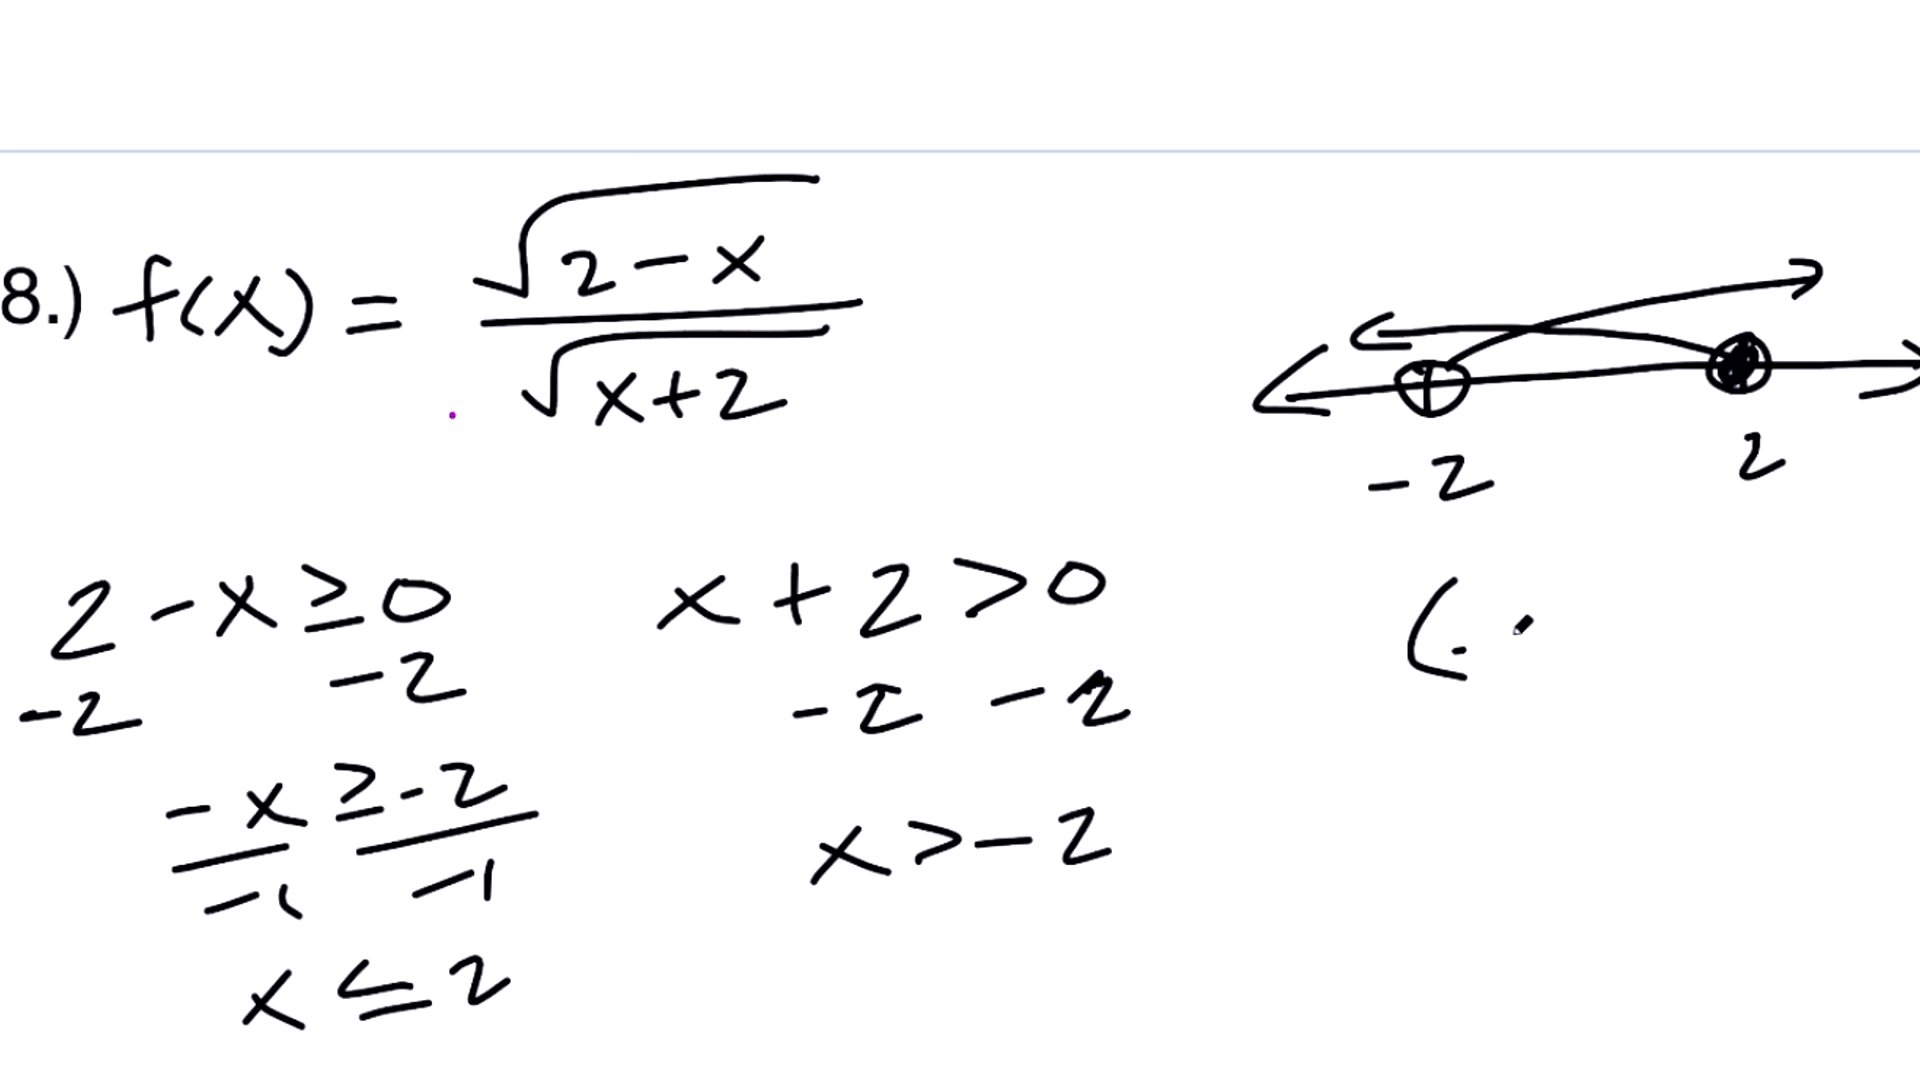 8.) f(x) = √(2-x) / √(x+2)
-2 2
2-x≥0
-2 -2
-x≥-2
-1 -1
x≤2
x+2>0
-2 -2
x>-2
(-